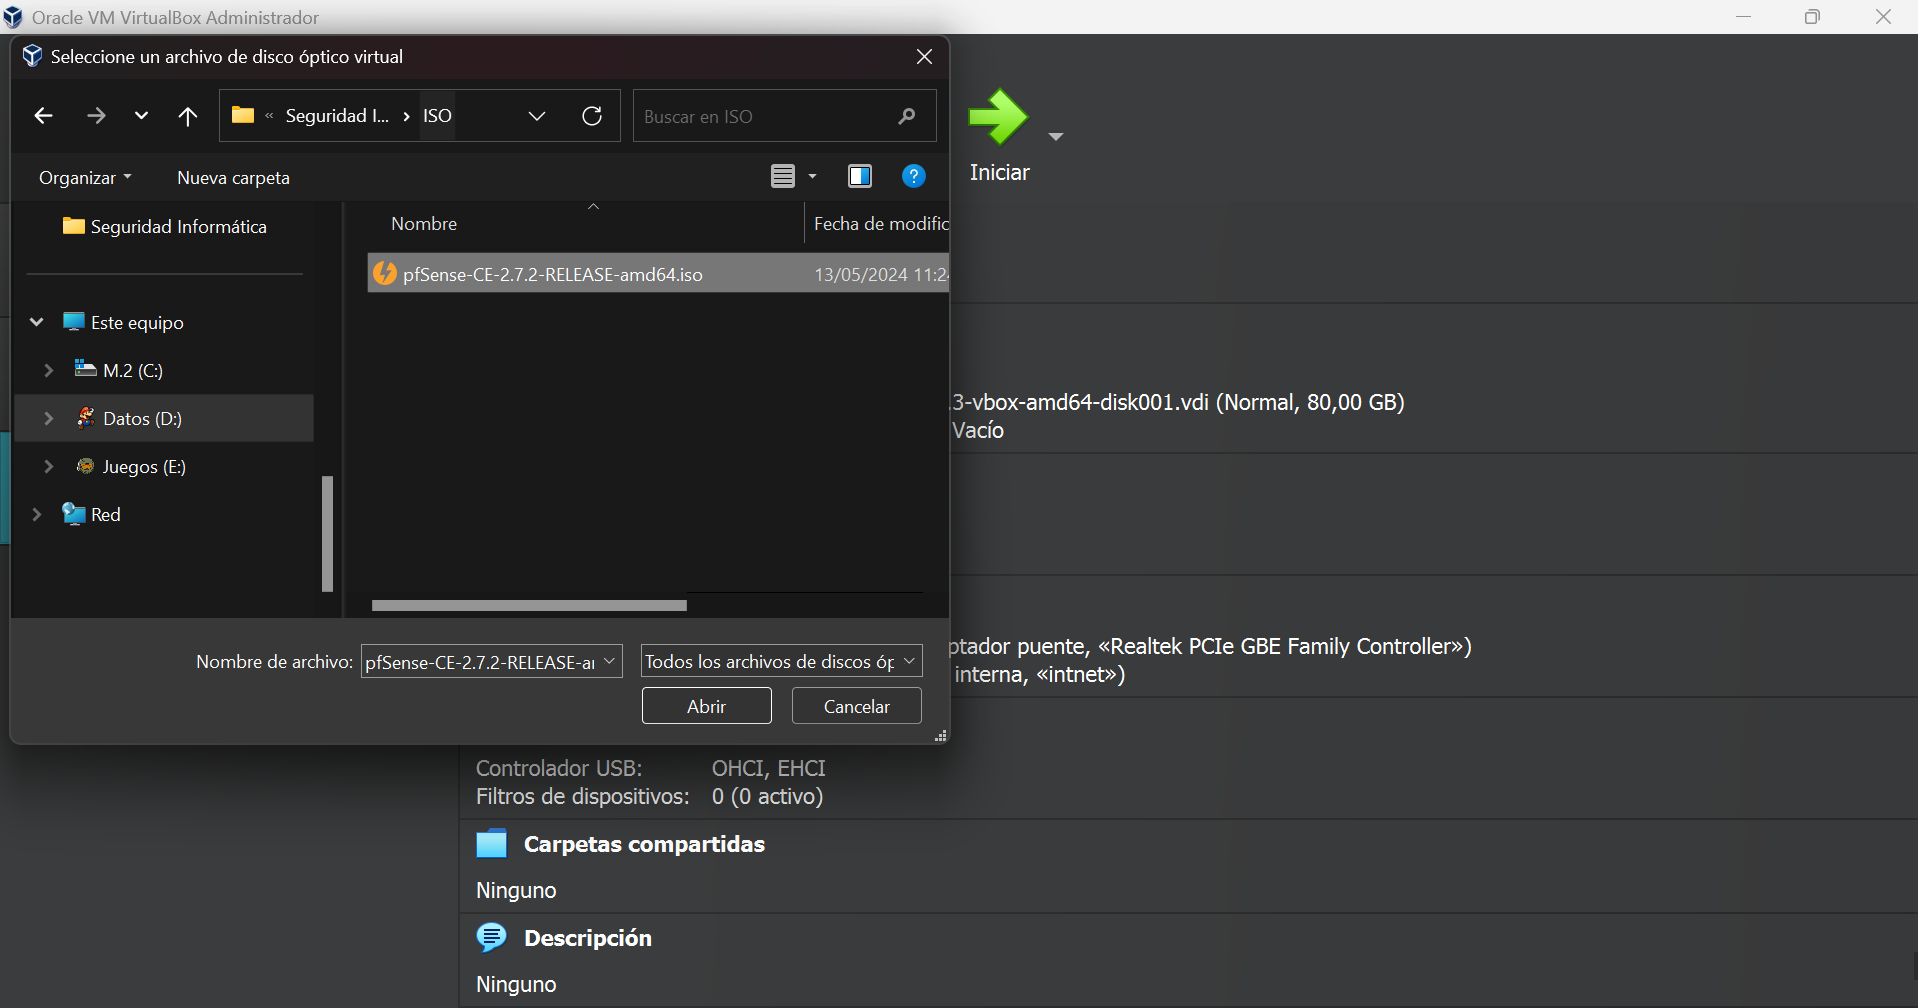 Oracle VM VirtualBox Administrador
Seleccione un archivo de disco óptico virtual
« Seguridad I... › ISO
Buscar en ISO
Organizar
Nueva carpeta
?
Iniciar
Seguridad Informática
Este equipo
M.2 (C:)
Datos (D:)
Juegos (E:)
Red
Nombre
Fecha de modific
pfSense-CE-2.7.2-RELEASE-amd64.iso
13/05/2024 11:2
.3-vbox-amd64-disk001.vdi (Normal, 80,00 GB)
Vacío
ptador puente, «Realtek PCIe GBE Family Controller»)
interna, «intnet»)
Nombre de archivo: pfSense-CE-2.7.2-RELEASE-a
Todos los archivos de discos óp
Abrir
Cancelar
Controlador USB: OHCI, EHCI
Filtros de dispositivos: 0 (0 activo)
Carpetas compartidas
Ninguno
Descripción
Ninguno